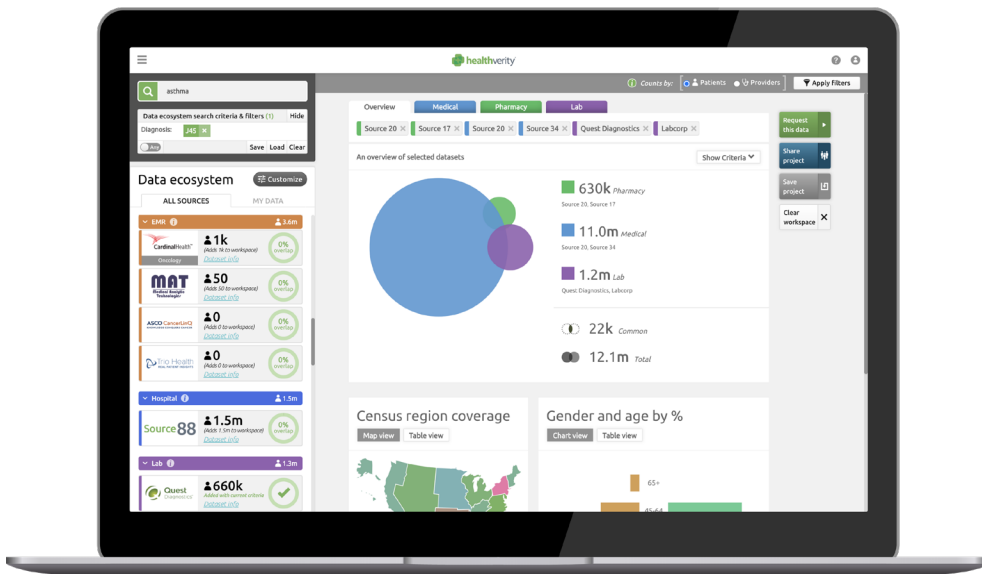 healthverity
asthma
Data ecosystem search criteria & filters (1) Hide
Diagnosis: J45 ×
Any
Save Load Clear
Data ecosystem
Customize
ALL SOURCES MY DATA
EMR 3.6m
CardinalHealth
Oncology
1k
(Adds 1k to workspace)
Dataset info
0% overlap
MAT
50
(Adds 50 to workspace)
Dataset info
0% overlap
ASCO CancerLinQ
0
(Adds 0 to workspace)
Dataset info
0% overlap
Trio Health
0
(Adds 0 to workspace)
Dataset info
0% overlap
Hospital 1.5m
Source 88
1.5m
(Adds 1.5m to workspace)
Dataset info
0% overlap
Lab 1.3m
Quest
660k
Added with current criteria
Dataset info
Counts by: Patients Providers
Apply Filters
Overview Medical Pharmacy Lab
Source 20 × Source 17 × Source 20 × Source 34 × Quest Diagnostics × Labcorp ×
An overview of selected datasets
Show Criteria
630k Pharmacy
Source 20, Source 17
11.0m Medical
Source 20, Source 34
1.2m Lab
Quest Diagnostics, Labcorp
22k Common
12.1m Total
Request
this data
Share
project
Save
project
Clear
workspace
Census region coverage
Map view Table view
Gender and age by %
Chart view Table view
65+
45-64